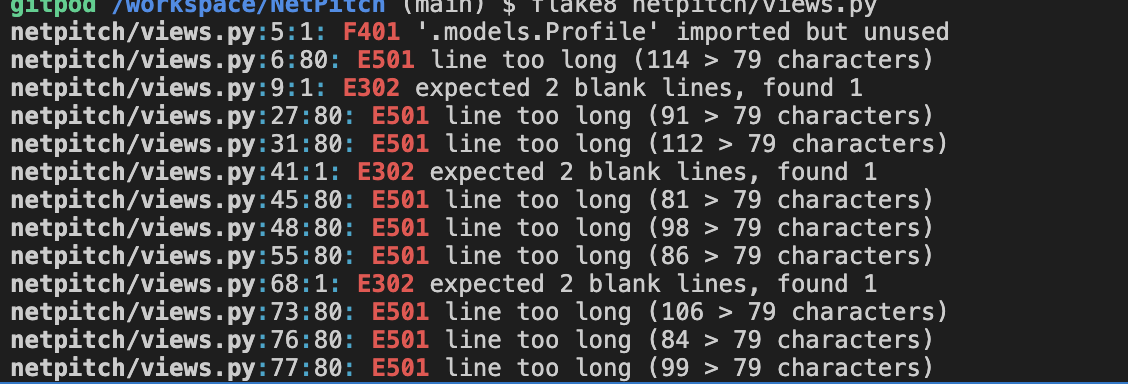 gitpod /workspace/NetPitch (main) $ flake8 netpitch/views.py
netpitch/views.py:5:1: F401 '.models.Profile' imported but unused
netpitch/views.py:6:80: E501 line too long (114 > 79 characters)
netpitch/views.py:9:1: E302 expected 2 blank lines, found 1
netpitch/views.py:27:80: E501 line too long (91 > 79 characters)
netpitch/views.py:31:80: E501 line too long (112 > 79 characters)
netpitch/views.py:41:1: E302 expected 2 blank lines, found 1
netpitch/views.py:45:80: E501 line too long (81 > 79 characters)
netpitch/views.py:48:80: E501 line too long (98 > 79 characters)
netpitch/views.py:55:80: E501 line too long (86 > 79 characters)
netpitch/views.py:68:1: E302 expected 2 blank lines, found 1
netpitch/views.py:73:80: E501 line too long (106 > 79 characters)
netpitch/views.py:76:80: E501 line too long (84 > 79 characters)
netpitch/views.py:77:80: E501 line too long (99 > 79 characters)